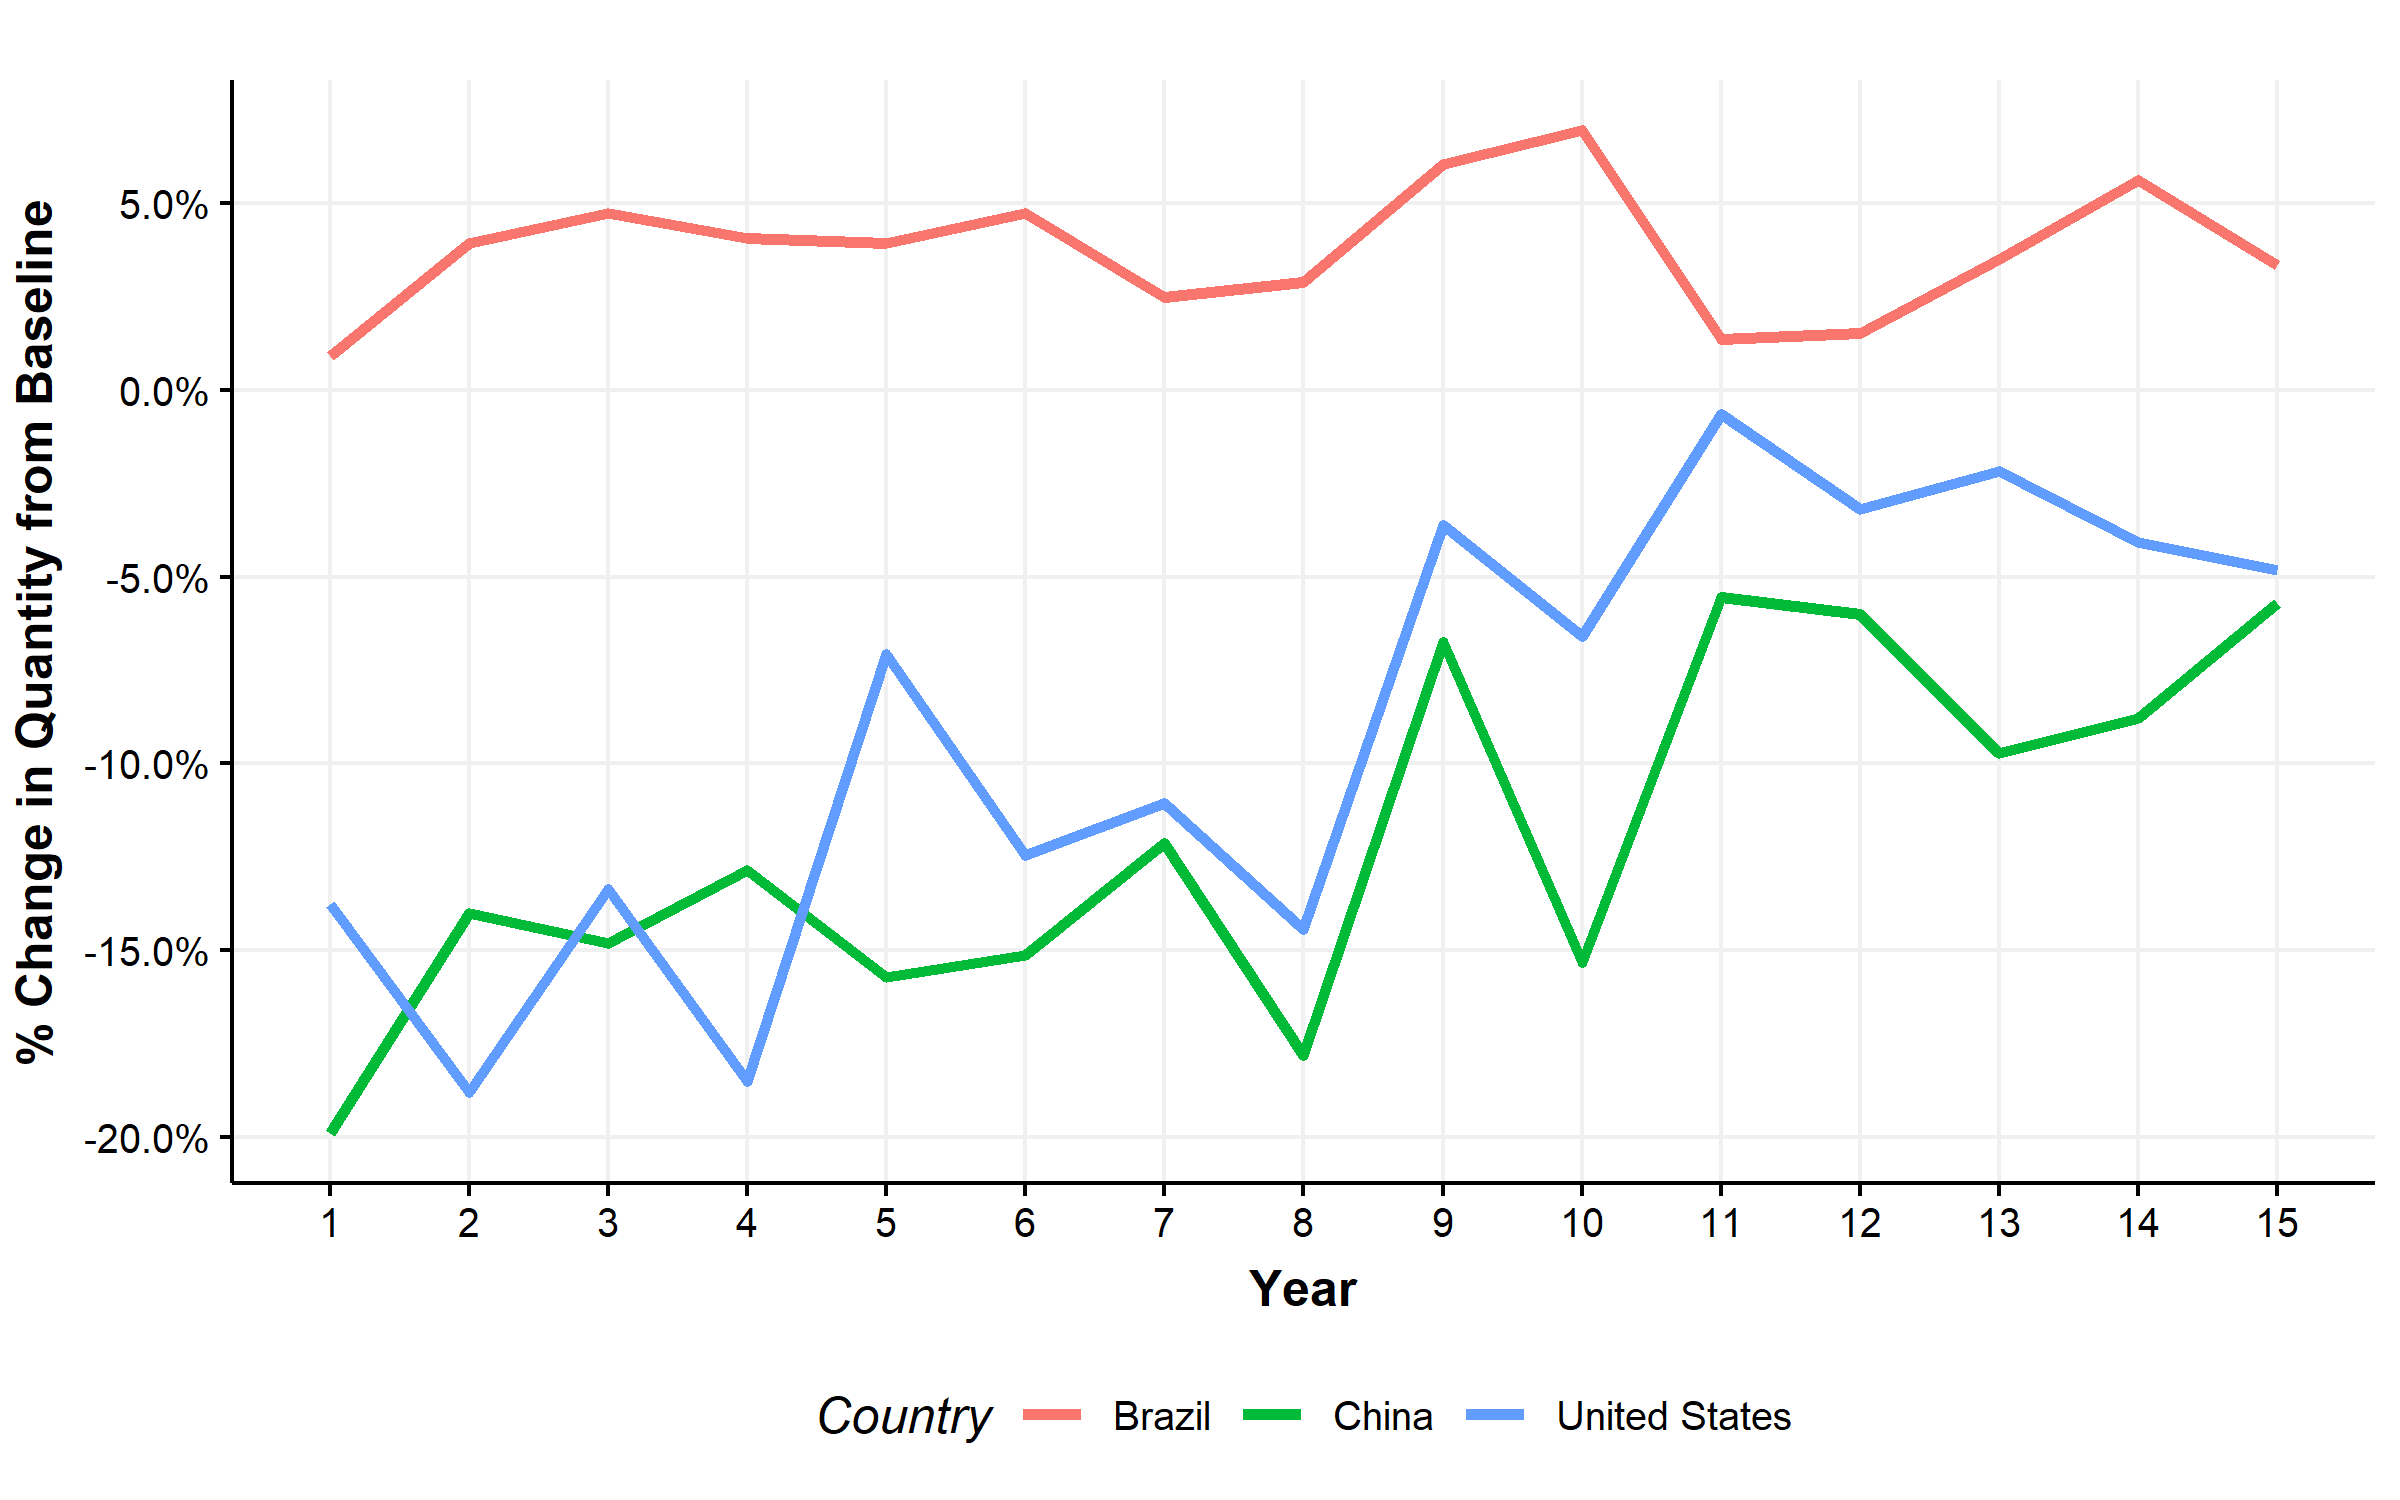 % Change in Quantity from Baseline
5.0%
0.0%
-5.0%
-10.0%
-15.0%
-20.0%
1 2 3 4 5 6 7 8 9 10 11 12 13 14 15
Year
Country Brazil China United States